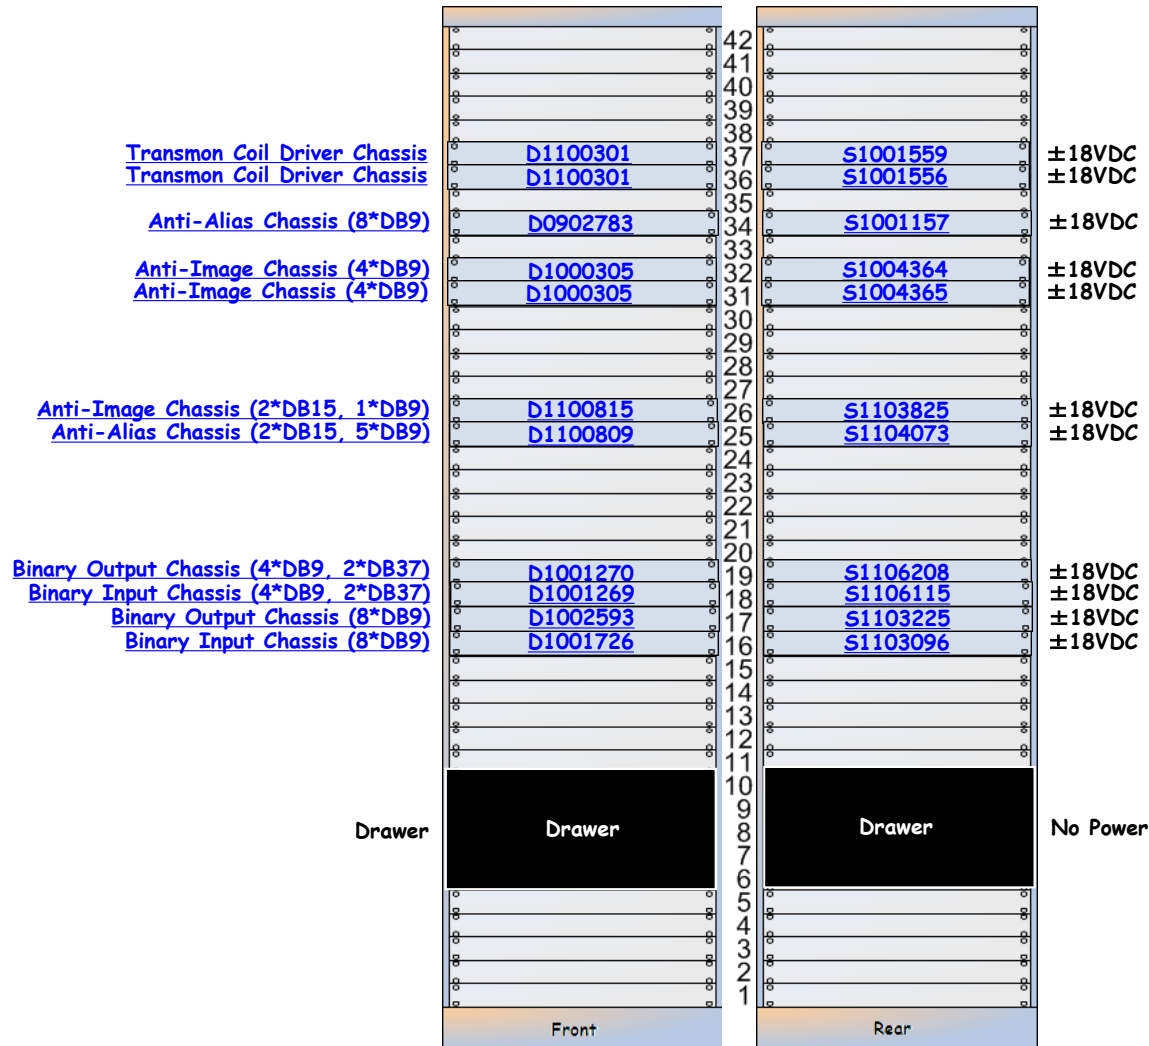 42
41
40
39
38
Transmon Coil Driver Chassis D1100301 37 S1001559 ±18VDC
Transmon Coil Driver Chassis D1100301 36 S1001556 ±18VDC
35
Anti-Alias Chassis (8*DB9) D0902783 34 S1001157 ±18VDC
33
Anti-Image Chassis (4*DB9) D1000305 32 S1004364 ±18VDC
Anti-Image Chassis (4*DB9) D1000305 31 S1004365 ±18VDC
30
29
28
27
Anti-Image Chassis (2*DB15, 1*DB9) D1100815 26 S1103825 ±18VDC
Anti-Alias Chassis (2*DB15, 5*DB9) D1100809 25 S1104073 ±18VDC
24
23
22
21
20
Binary Output Chassis (4*DB9, 2*DB37) D1001270 19 S1106208 ±18VDC
Binary Input Chassis (4*DB9, 2*DB37) D1001269 18 S1106115 ±18VDC
Binary Output Chassis (8*DB9) D1002593 17 S1103225 ±18VDC
Binary Input Chassis (8*DB9) D1001726 16 S1103096 ±18VDC
15
14
13
12
11
10
9
Drawer Drawer 8 Drawer No Power
7
6
5
4
3
2
1
Front Rear